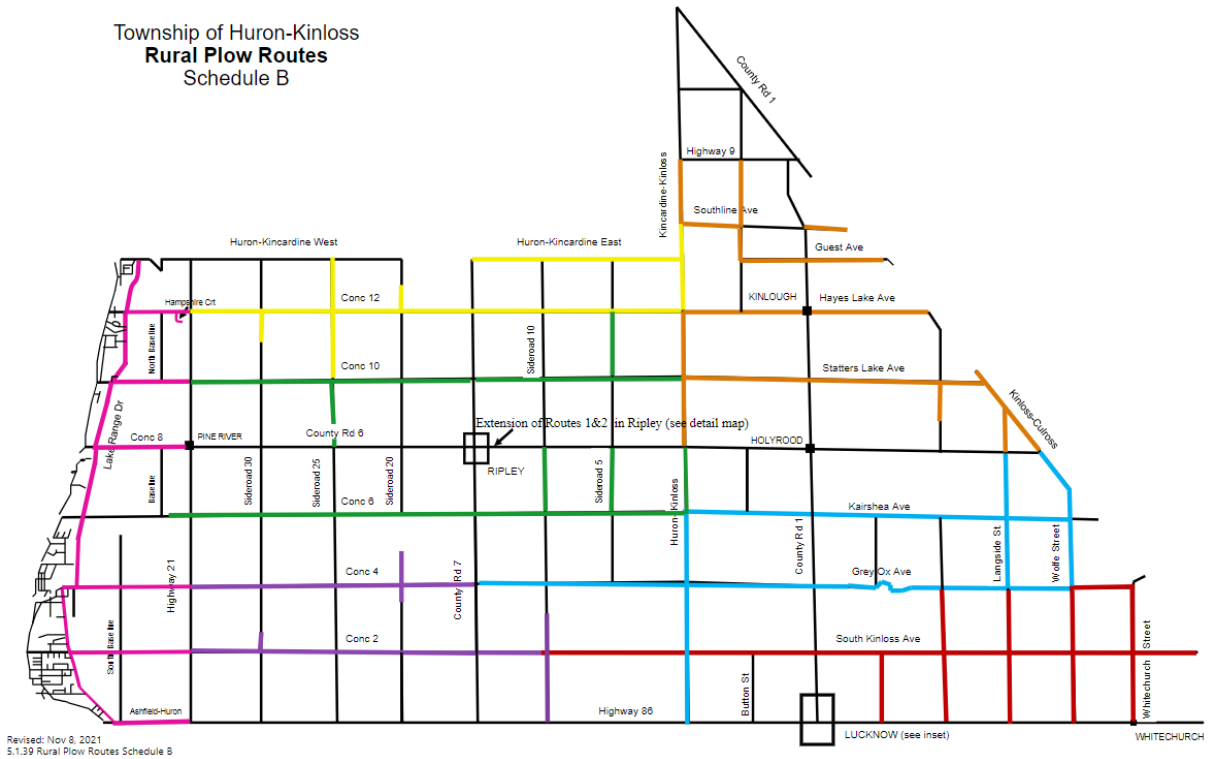 Township of Huron-Kinloss
Rural Plow Routes
Schedule B
County Rd 1
Highway 9
Kincardine-Kinloss
Southline Ave
Huron-Kincardine West
Huron-Kincardine East
Guest Ave
Hampshire Crt
Conc 12
KINLOUGH
Hayes Lake Ave
North Baseline
Sideroad 10
Conc 10
Statters Lake Ave
Kinloss-Culross
Lake Range Dr
Extension of Routes 1&2 in Ripley (see detail map)
Conc 8
PINE RIVER
County Rd 6
HOLYROOD
RIPLEY
Baseline
Sideroad 30
Sideroad 25
Sideroad 20
Sideroad 5
Conc 6
Huron-Kinloss
Kairshea Ave
Highway 21
Conc 4
County Rd 7
County Rd 1
Grey Ox Ave
Langside St.
Wolfe Street
South Baseline
Conc 2
South Kinloss Ave
Whitechurch Street
Button St
Ashfield-Huron
Highway 86
LUCKNOW (see inset)
WHITECHURCH
Revised: Nov 8, 2021
5.1.39 Rural Plow Routes Schedule B